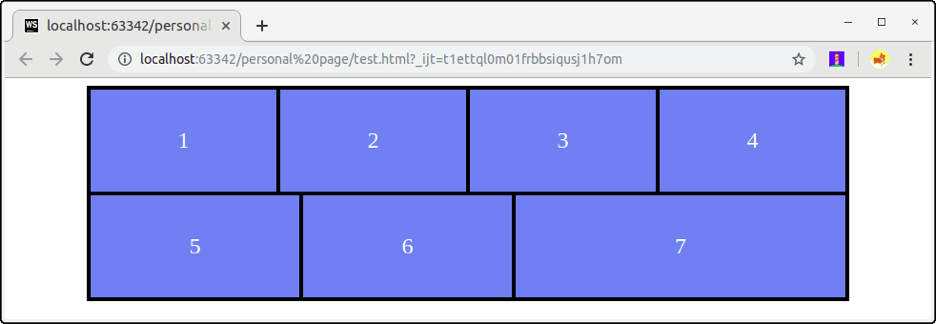 WS localhost:63342/personal
localhost:63342/personal%20page/test.html?_ijt=t1ettql0m01frbbsiqusj1h7om
1 2 3 4
5 6 7